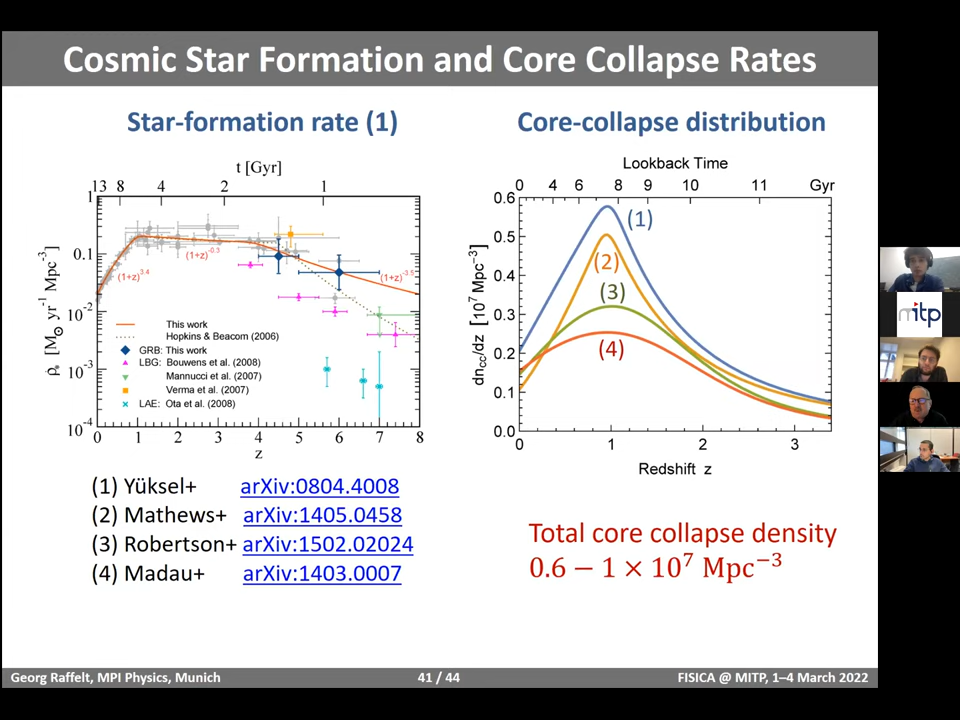 Cosmic Star Formation and Core Collapse Rates
Star-formation rate (1)
t [Gyr]
13 8 4 2 1
1
0.1
10^-2
10^-3
10^-4
ρ̇* [M⊙ yr^-1 Mpc^-3]
(1+z)^3.4
(1+z)^-0.3
(1+z)^-3.5
This work
Hopkins & Beacom (2006)
GRB: This work
LBG: Bouwens et al. (2008)
Mannucci et al. (2007)
Verma et al. (2007)
LAE: Ota et al. (2008)
0 1 2 3 4 5 6 7 8
z
Core-collapse distribution
Lookback Time
0 4 6 8 9 10 11 Gyr
0.6
0.5
0.4
0.3
0.2
0.1
0.0
dn_cc/dz [10^7 Mpc^-3]
(1)
(2)
(3)
(4)
0 1 2 3
Redshift z
(1) Yüksel+ arXiv:0804.4008
(2) Mathews+ arXiv:1405.0458
(3) Robertson+ arXiv:1502.02024
(4) Madau+ arXiv:1403.0007
Total core collapse density
0.6 − 1 × 10^7 Mpc^−3
Georg Raffelt, MPI Physics, Munich
41 / 44
FISICA @ MITP, 1–4 March 2022
mitp